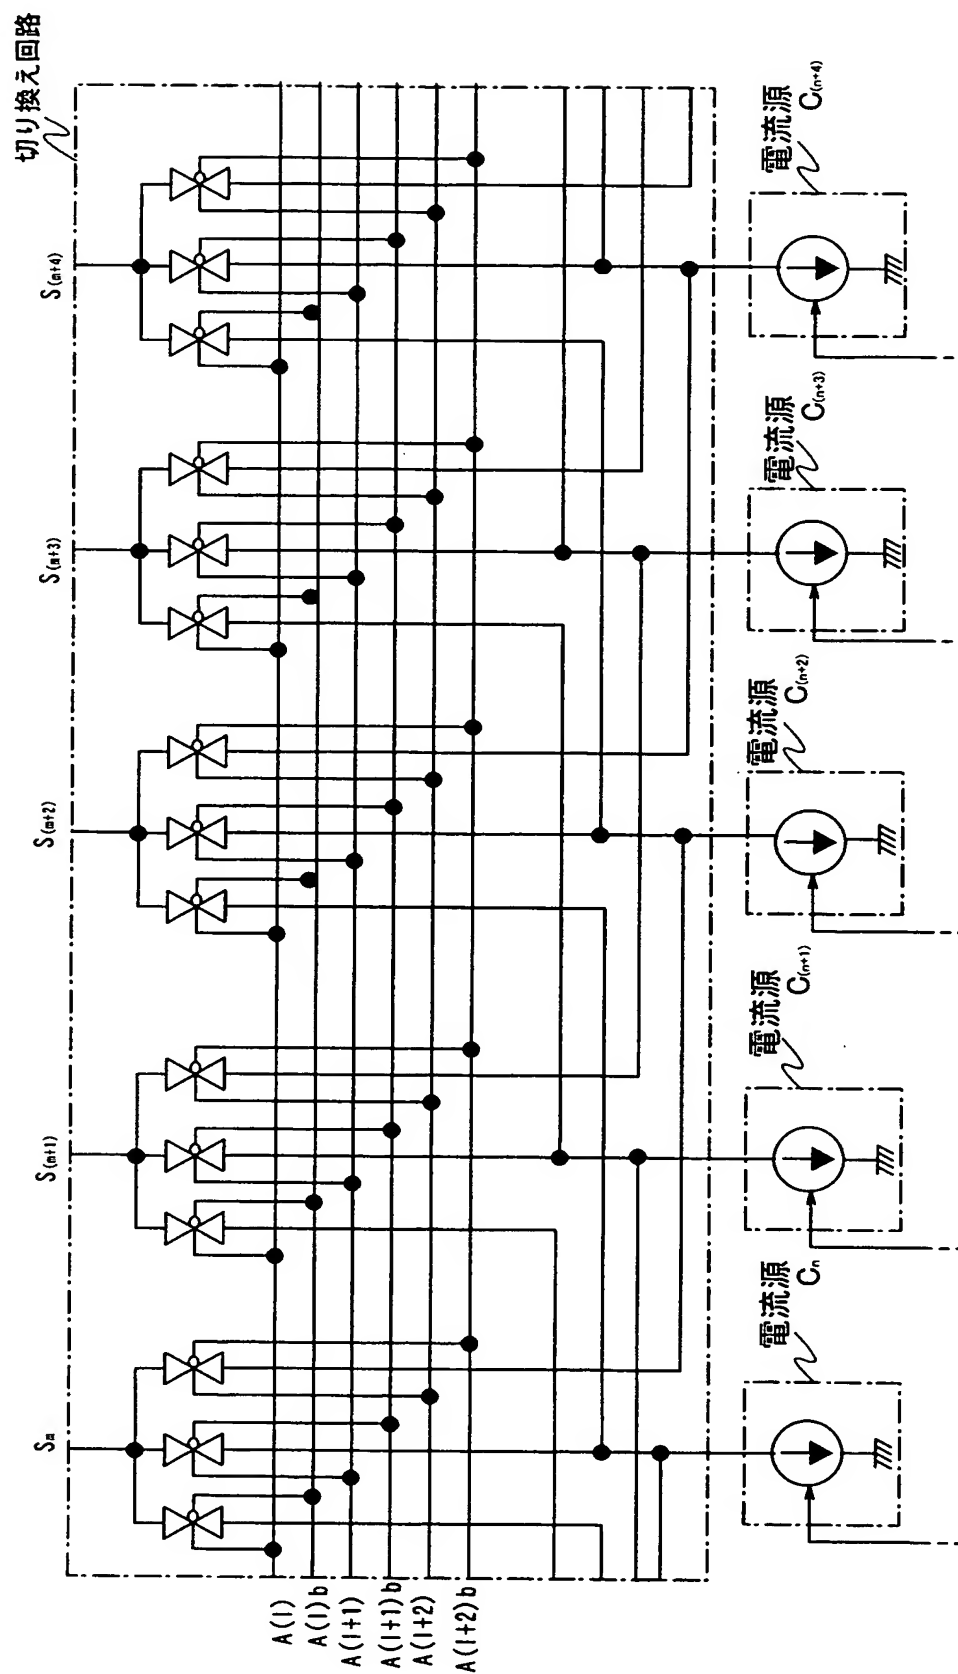 切り換え回路
Sm
S(m+1)
S(m+2)
S(m+3)
S(m+4)
A(l)
A(l)b
A(l+1)
A(l+1)b
A(l+2)
A(l+2)b
電流源
Cn
電流源
C(n+1)
電流源
C(n+2)
電流源
C(n+3)
電流源
C(n+4)